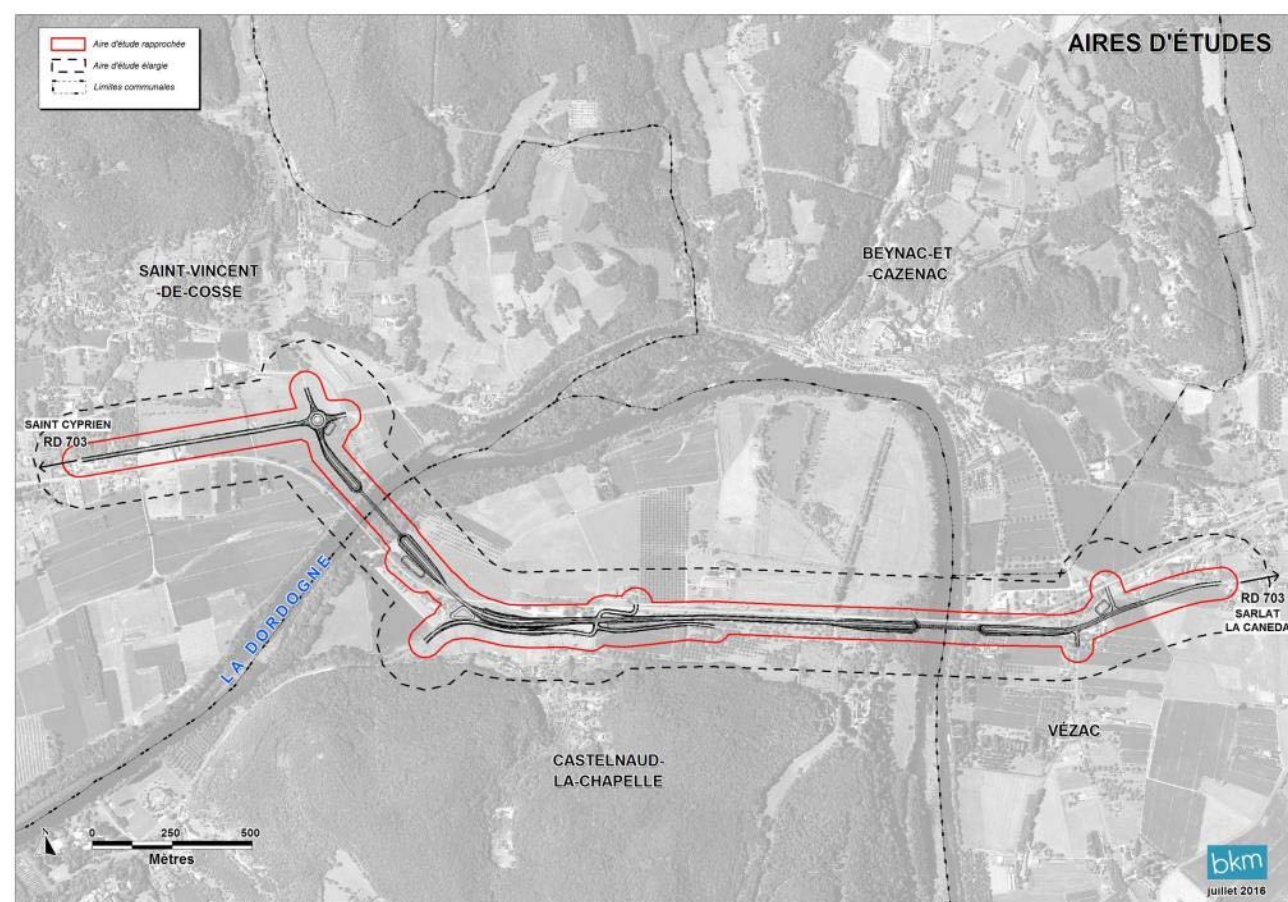 AIRES D'ÉTUDES
Aire d'étude rapprochée
Aire d'étude élargie
Limites communales
SAINT-VINCENT
-DE-COSSE
BEYNAC-ET
-CAZENAC
SAINT CYPRIEN
RD 703
LA DORDOGNE
RD 703
SARLAT
LA CANEDA
VÉZAC
CASTELNAUD-
LA-CHAPELLE
N
0 250 500
Mètres
bkm
juillet 2016